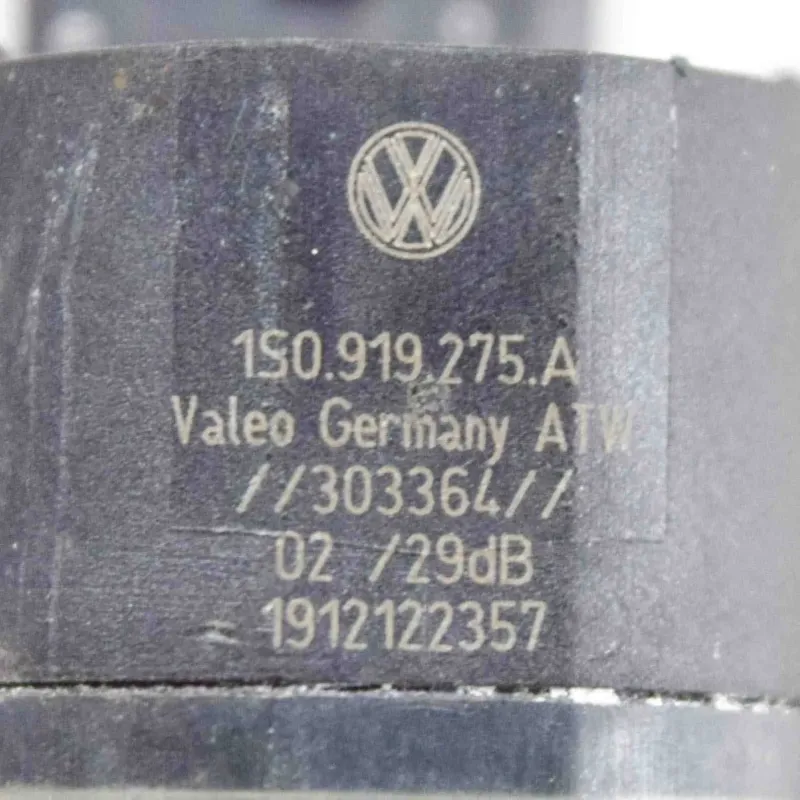 1S0.919.275.A
Valeo Germany ATW
//303364//
02 /29dB
1912122357